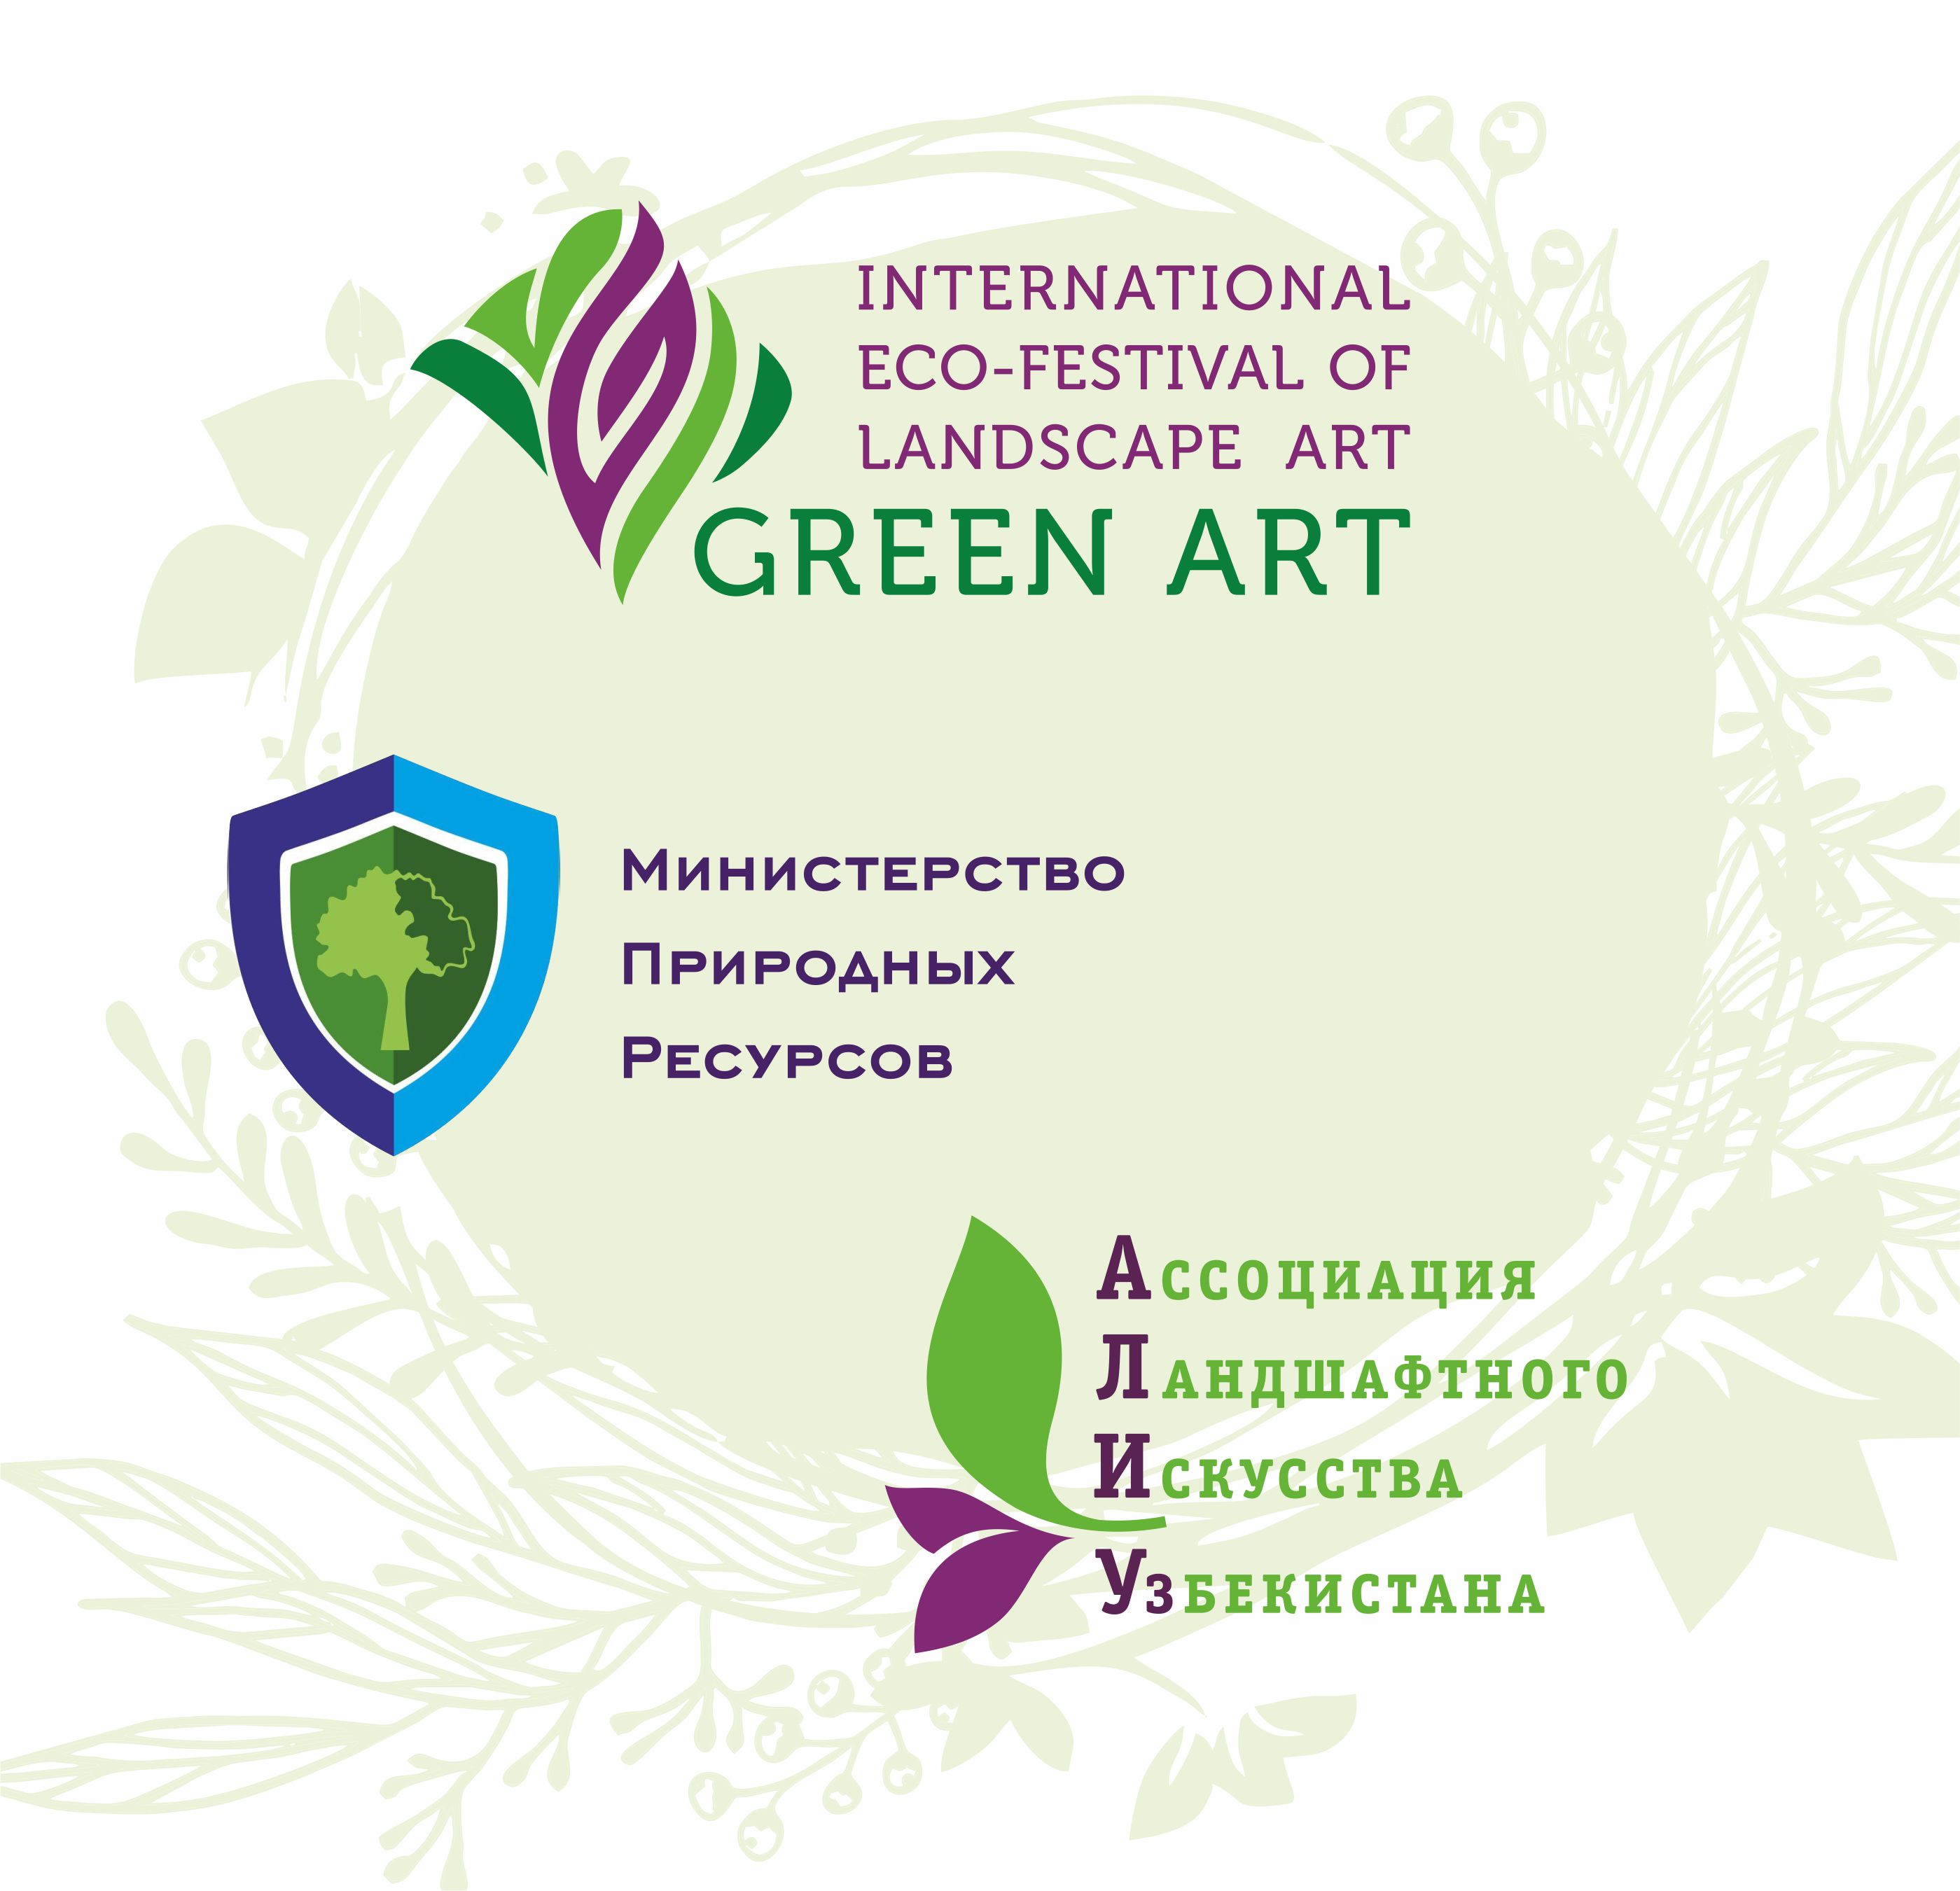 INTERNATIONAL
ECO-FESTIVAL OF
LANDSCAPE ART
GREEN ART
Министерство
Природных
Ресурсов
Ассоциация
Ландшафтного
Искусства
Узбекистана